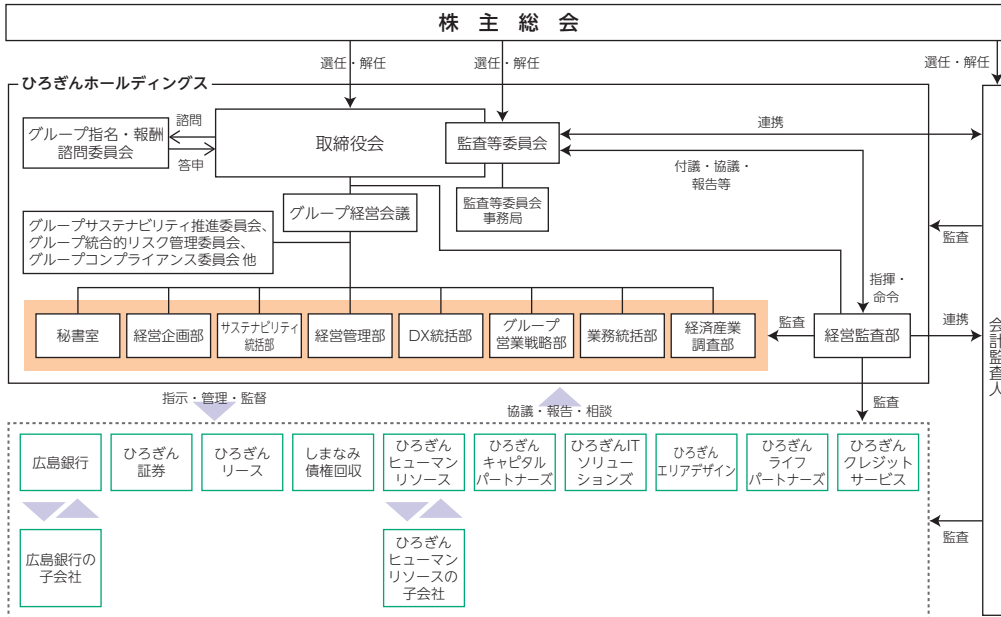 株主総会
選任・解任
選任・解任
選任・解任
ひろぎんホールディングス
グループ指名・報酬
諮問委員会
諮問
答申
取締役会
監査等委員会
連携
付議・協議・
報告等
グループ経営会議
監査等委員会
事務局
グループサステナビリティ推進委員会、
グループ統合的リスク管理委員会、
グループコンプライアンス委員会 他
監査
指揮・
命令
秘書室
経営企画部
サステナビリティ
統括部
経営管理部
DX統括部
グループ
営業戦略部
業務統括部
経済産業
調査部
監査
経営監査部
連携
会計監査人
指示・管理・監督
協議・報告・相談
監査
広島銀行
ひろぎん
証券
ひろぎん
リース
しまなみ
債権回収
ひろぎん
ヒューマン
リソース
ひろぎん
キャピタル
パートナーズ
ひろぎんIT
ソリュー
ションズ
ひろぎん
エリアデザイン
ひろぎん
ライフ
パートナーズ
ひろぎん
クレジット
サービス
監査
広島銀行の
子会社
ひろぎん
ヒューマン
リソースの
子会社